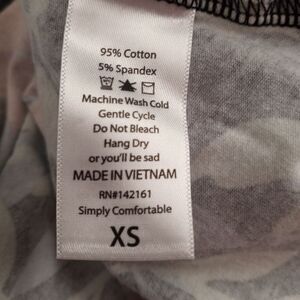 95% Cotton
5% Spandex
Machine Wash Cold
Gentle Cycle
Do Not Bleach
Hang Dry
or you'll be sad
MADE IN VIETNAM
RN#142161
Simply Comfortable
XS